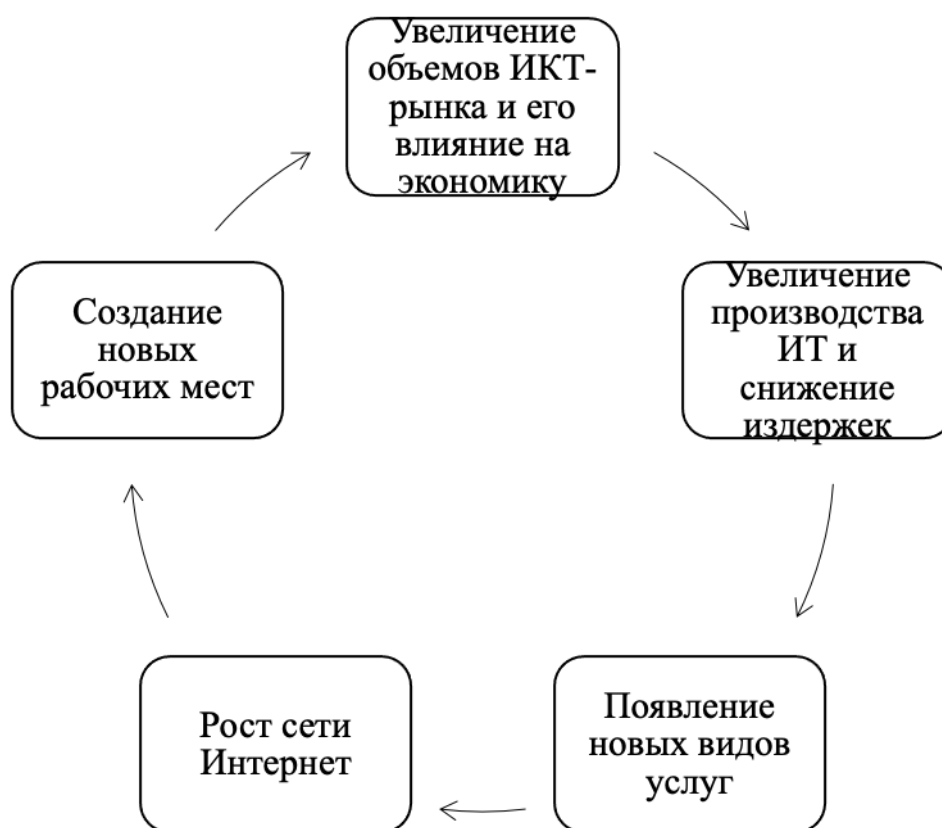 Увеличение
объемов ИКТ-
рынка и его
влияние на
экономику
Увеличение
производства
ИТ и
снижение
издержек
Появление
новых видов
услуг
Рост сети
Интернет
Создание
новых
рабочих мест